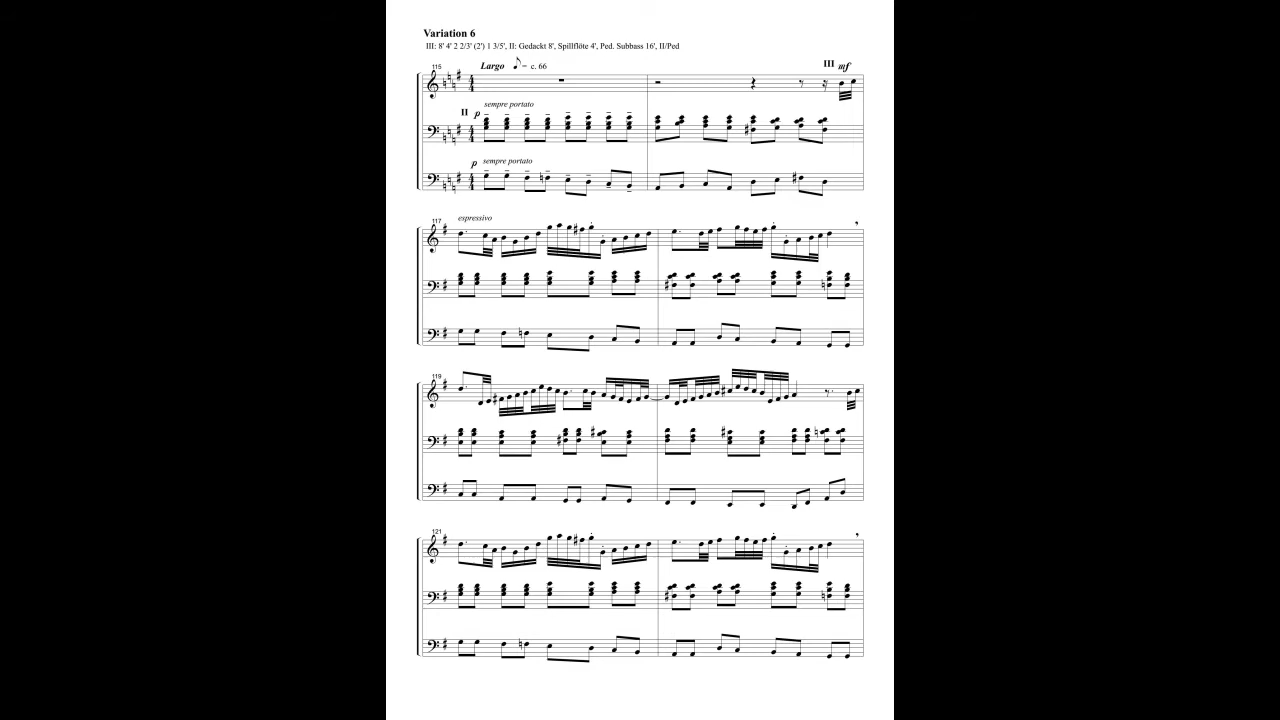 Variation 6
III: 8' 4' 2 2/3' (2') 1 3/5', II: Gedackt 8', Spillflöte 4', Ped. Subbass 16', II/Ped
Largo ♪ = c. 66
115
III mf
sempre portato
II p
p sempre portato
117
espressivo
119
121